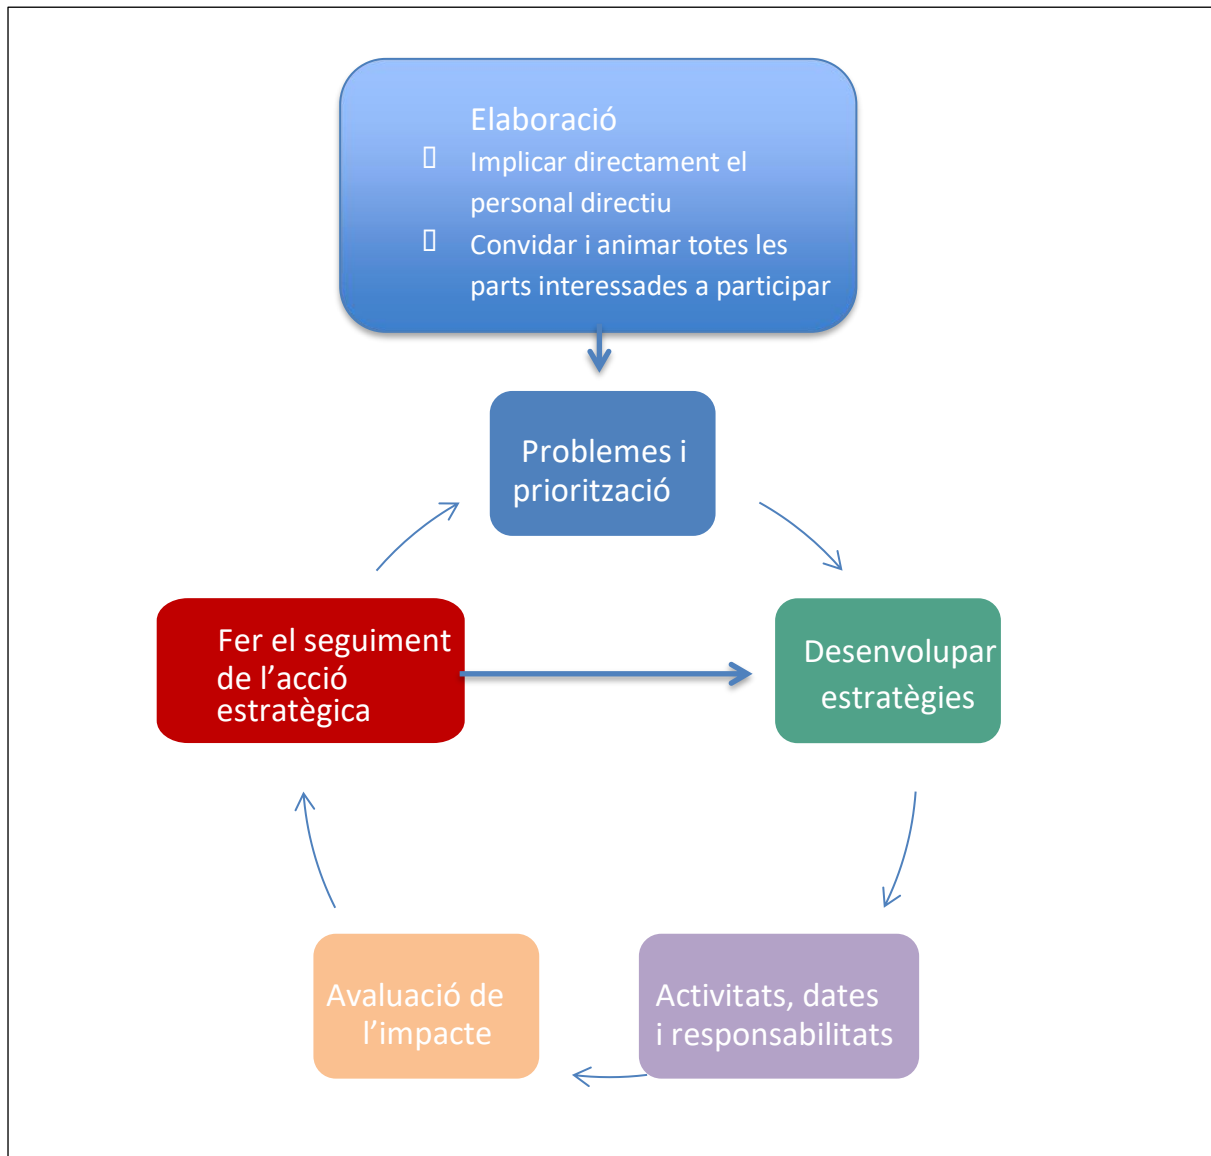 Elaboració
Implicar directament el
personal directiu
Convidar i animar totes les
parts interessades a participar
Problemes i
priorització
Fer el seguiment
de l’acció
estratègica
Desenvolupar
estratègies
Avaluació de
l’impacte
Activitats, dates
i responsabilitats